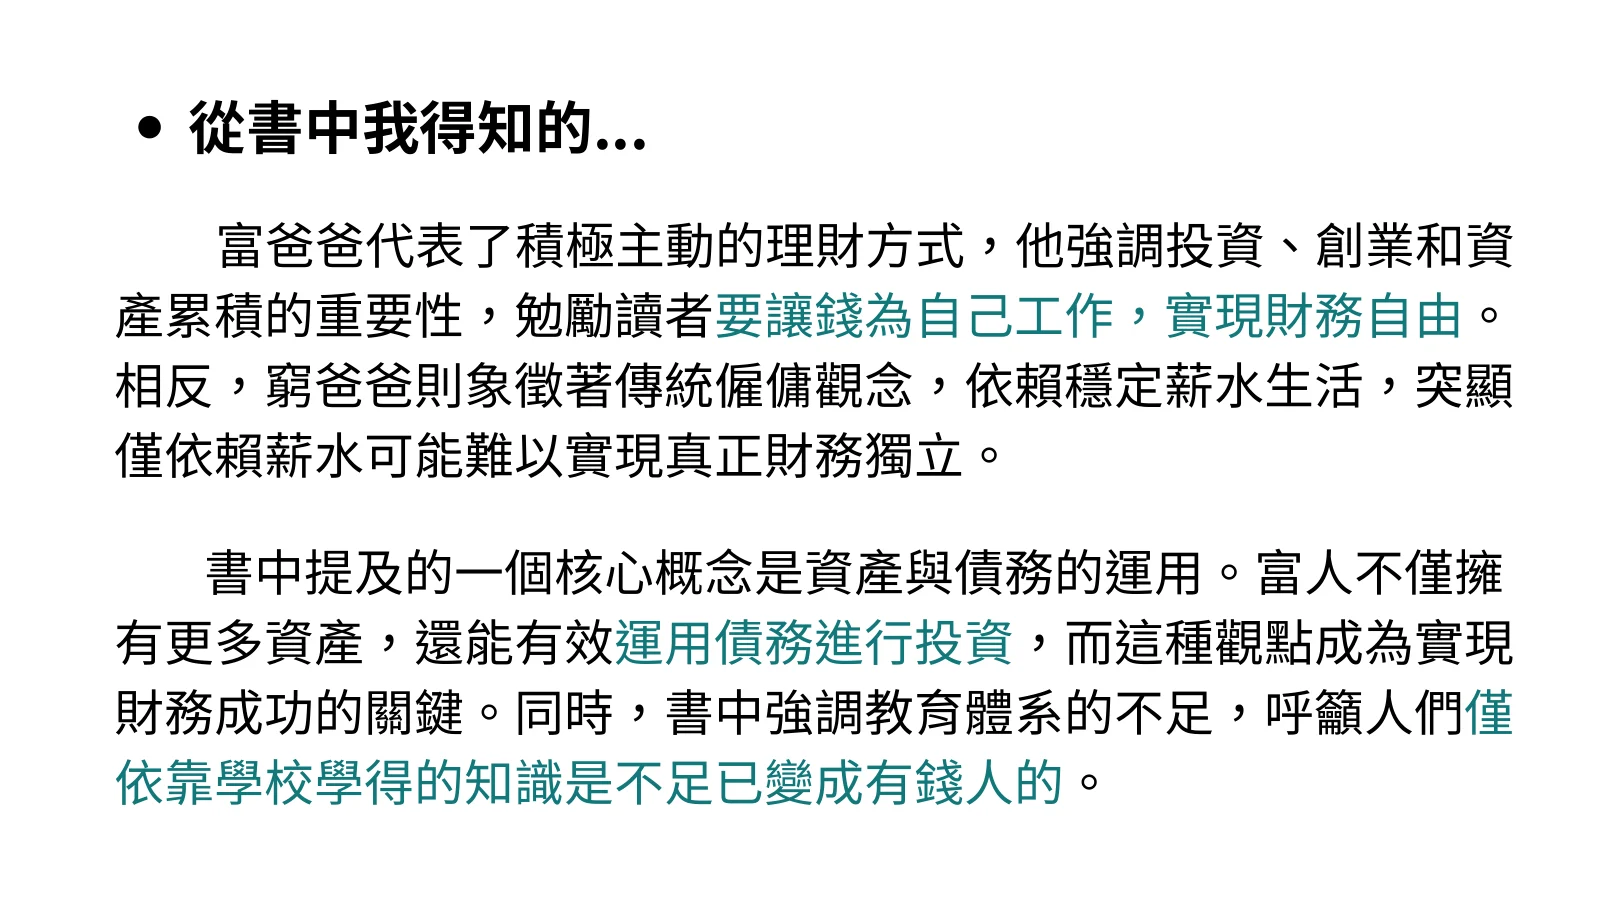 • 從書中我得知的...
富爸爸代表了積極主動的理財方式，他強調投資、創業和資
產累積的重要性，勉勵讀者要讓錢為自己工作，實現財務自由。
相反，窮爸爸則象徵著傳統僱傭觀念，依賴穩定薪水生活，突顯
僅依賴薪水可能難以實現真正財務獨立。
書中提及的一個核心概念是資產與債務的運用。富人不僅擁
有更多資產，還能有效運用債務進行投資，而這種觀點成為實現
財務成功的關鍵。同時，書中強調教育體系的不足，呼籲人們僅
依靠學校學得的知識是不足已變成有錢人的。